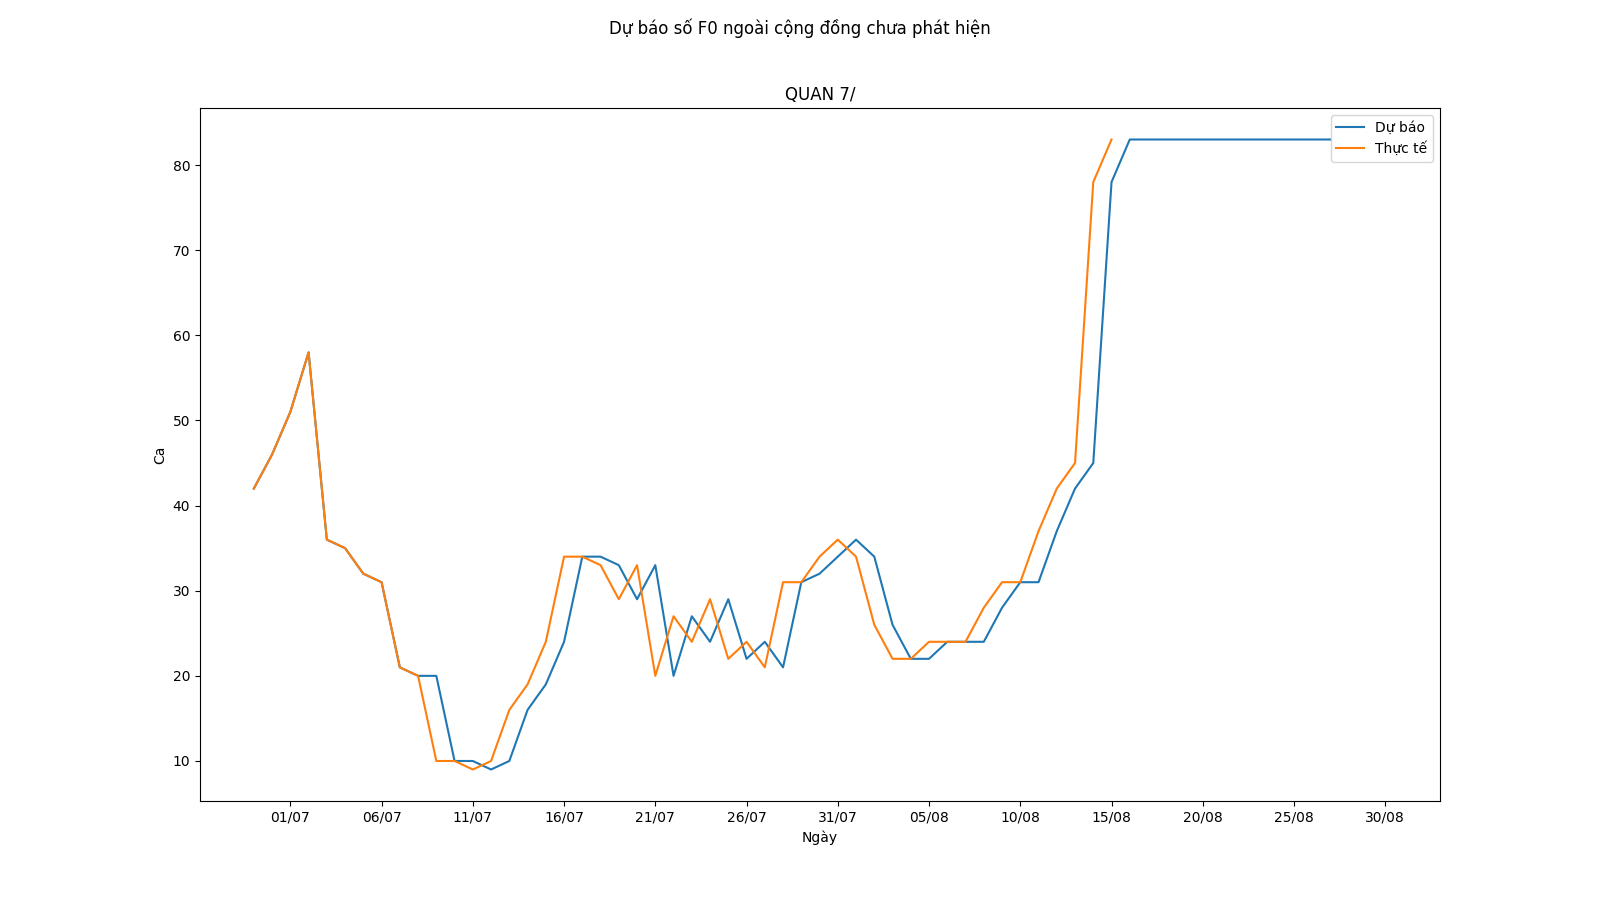 Dự báo số F0 ngoài cộng đồng chưa phát hiện
QUAN 7/
Dự báo
Thực tế
80
70
60
50
40
30
20
10
Ca
01/07 06/07 11/07 16/07 21/07 26/07 31/07 05/08 10/08 15/08 20/08 25/08 30/08
Ngày